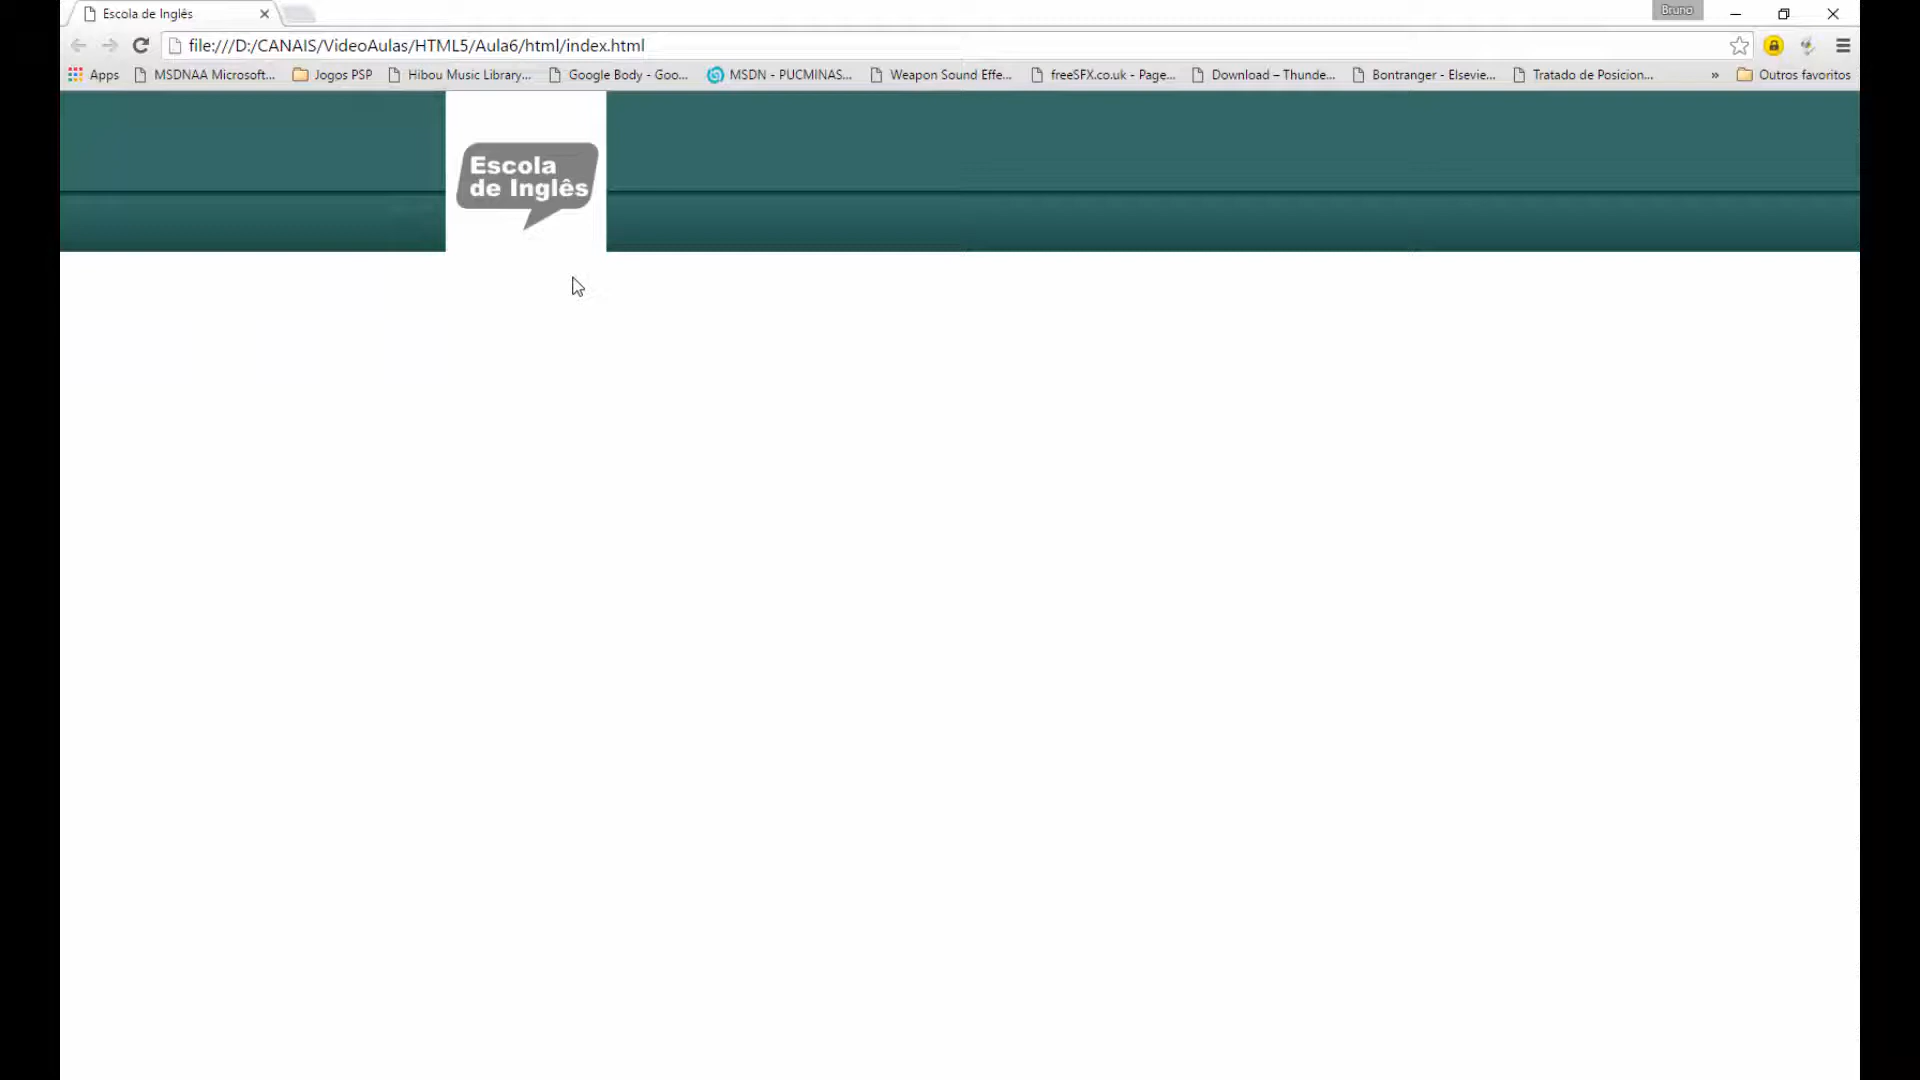 Escola de Inglês
Bruno
file:///D:/CANAIS/VideoAulas/HTML5/Aula6/html/index.html
Apps MSDNAA Microsoft... Jogos PSP Hibou Music Library... Google Body - Goo... MSDN - PUCMINAS... Weapon Sound Effe... freeSFX.co.uk - Page... Download – Thunde... Bontranger - Elsevie... Tratado de Posicion... » Outros favoritos
Escola
de Inglês